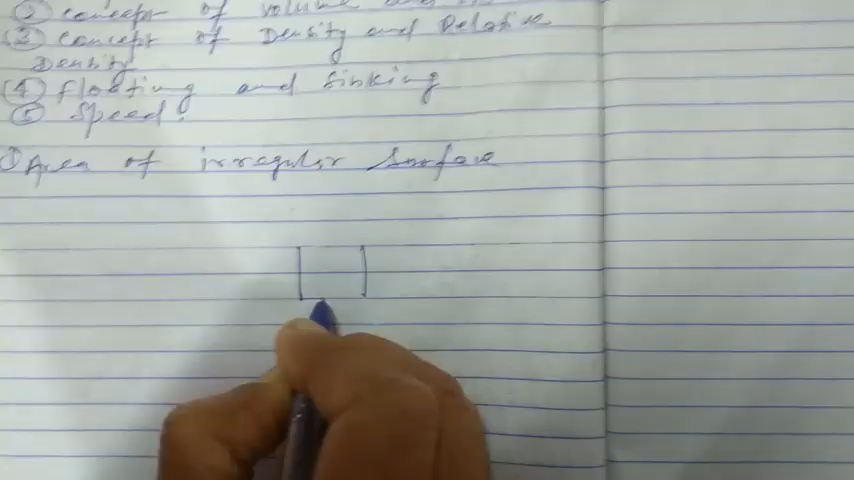 ② concept of volume and
③ concept of Density and Relative
Density
④ floating and sinking
⑤ Speed.
① Area of irregular Surface